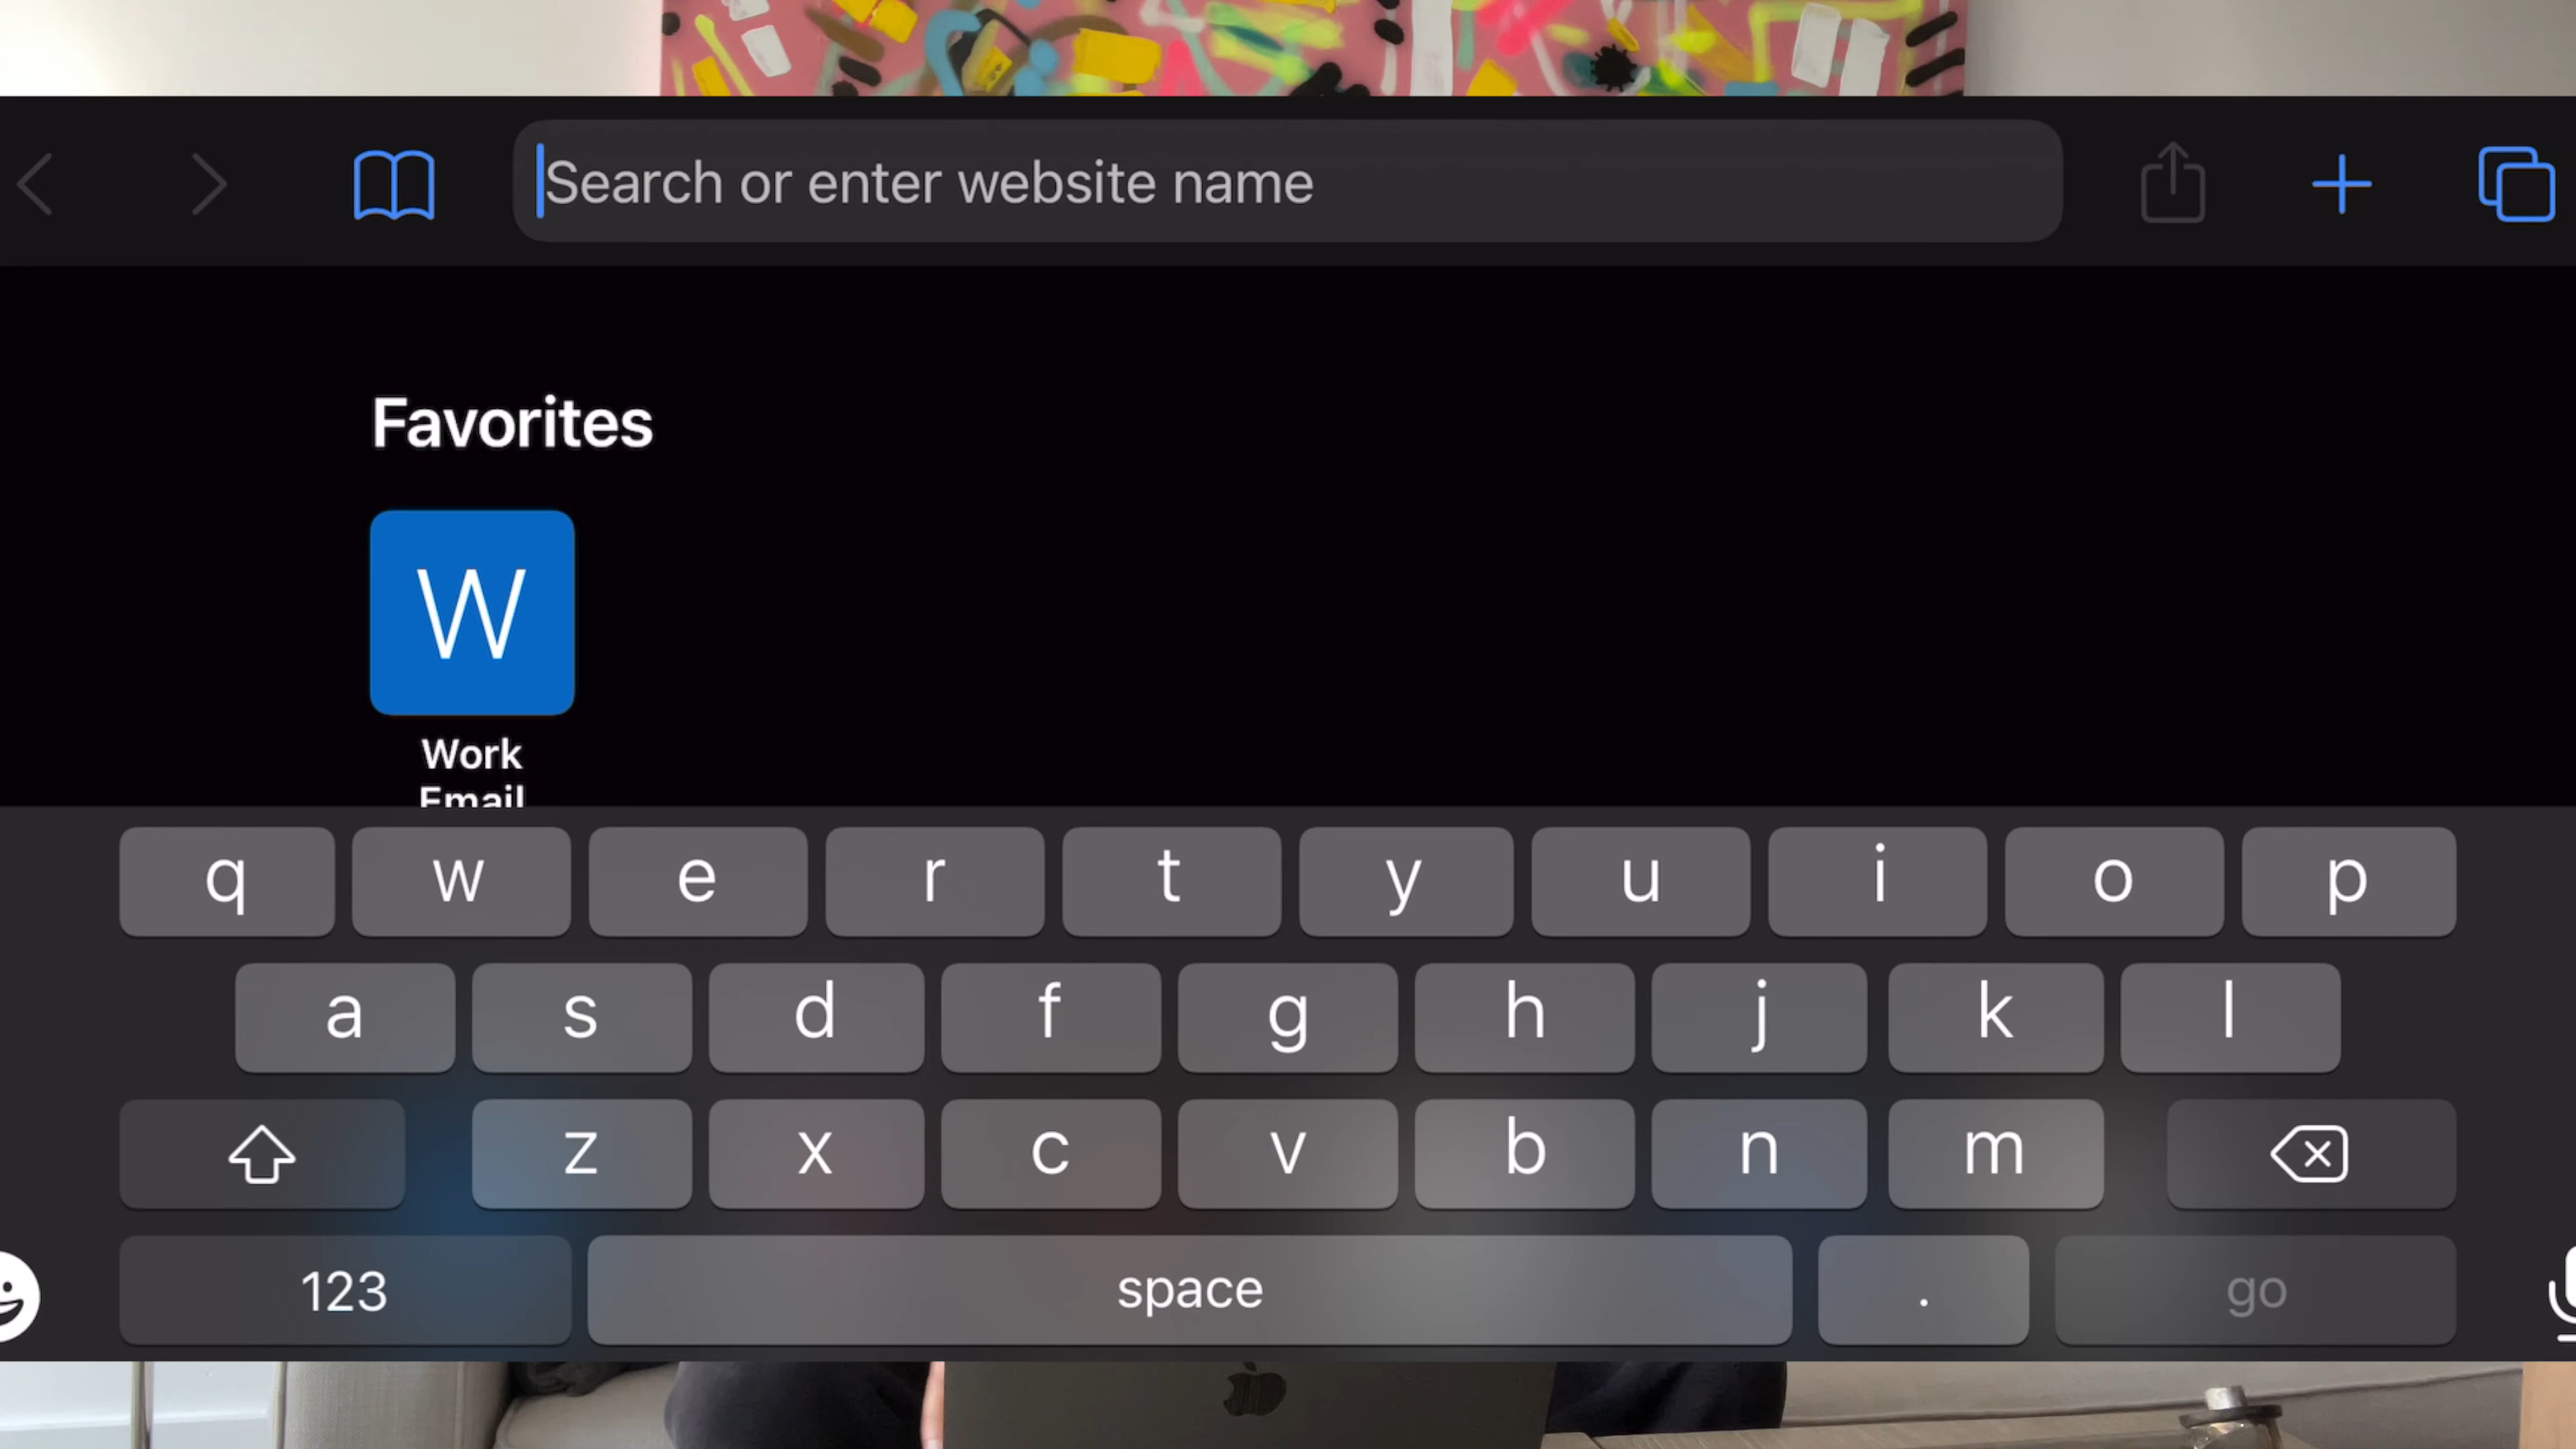 Search or enter website name
Favorites
W
Work
Email
q w e r t y u i o p
a s d f g h j k l
z x c v b n m
123 space . go